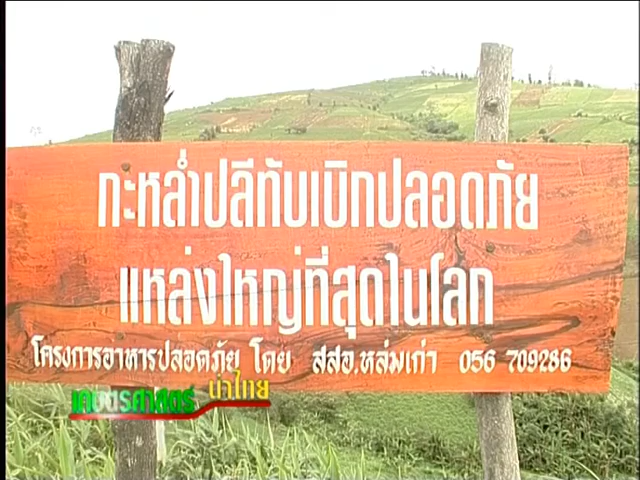 กะหล่ำปลีทับเบิกปลอดภัย
แหล่งใหญ่ที่สุดในโลก
โครงการอาหารปลอดภัย โดย สสอ.หล่มเก่า 056 709286
เกษตรศาสตร์
นำไทย